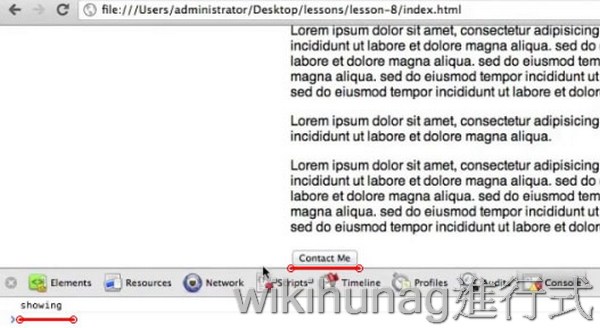 file:///Users/administrator/Desktop/lessons/lesson-8/index.html
Lorem ipsum dolor sit amet, consectetur adipisicing
incididunt ut labore et dolore magna aliqua. sed do e
incididunt ut labore et dolore magna aliqua. sed do
magna aliqua. sed do eiusmod tempor incididunt ut
sed do eiusmod tempor incididunt ut labore et dolore
Lorem ipsum dolor sit amet, consectetur adipisicing
incididunt ut labore et dolore magna aliqua.
Lorem ipsum dolor sit amet, consectetur adipisicing
incididunt ut labore et dolore magna aliqua. sed do e
incididunt ut labore et dolore magna aliqua. sed do
magna aliqua. sed do eiusmod tempor incididunt ut
sed do eiusmod tempor incididunt ut labore et dolore
Contact Me
Elements Resources Network Scripts Timeline Profiles Audits Console
showing
wikihunag進行式